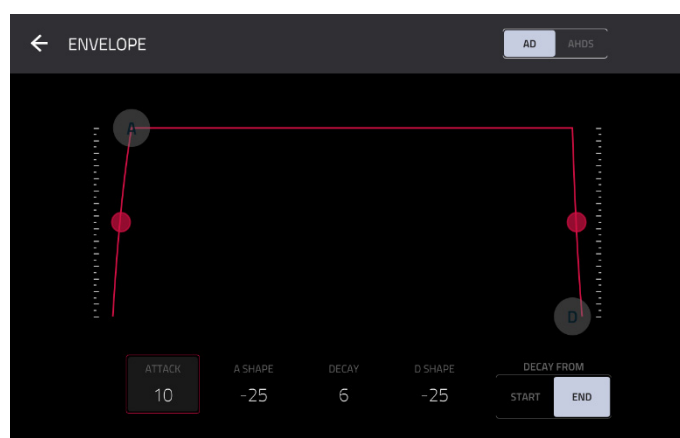 ENVELOPE
AD AHDS
A
D
ATTACK A SHAPE DECAY D SHAPE DECAY FROM
10 -25 6 -25 START END